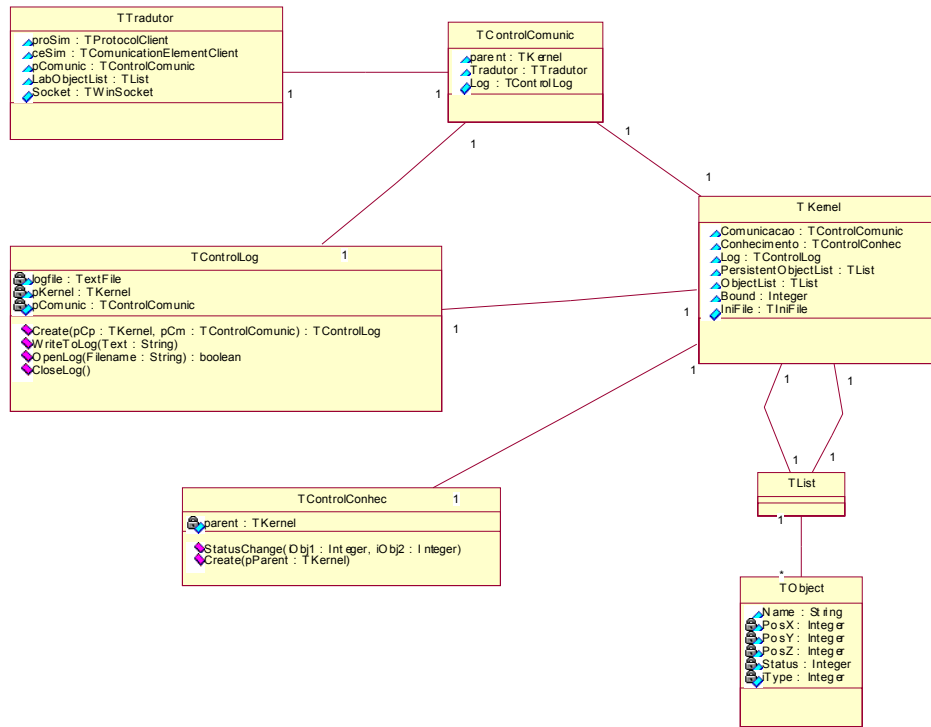 TTradutor
proSim : TProtocolClient
ceSim : TComunicationElementClient
pComunic : TControlComunic
LabObjectList : TList
Socket : TWinSocket
TControlComunic
parent : TKernel
Tradutor : TTradutor
Log : TControlLog
1
1
1
1
1
1
TKernel
Comunicacao : TControlComunic
Conhecimento : TControlConhec
Log : TControlLog
PersistentObjectList : TList
ObjectList : TList
Bound : Integer
IniFile : TIniFile
TControlLog
logfile : TextFile
pKernel : TKernel
pComunic : TControlComunic
Create(pCp : TKernel, pCm : TControlComunic) : TControlLog
WriteToLog(Text : String)
OpenLog(Filename : String) : boolean
CloseLog()
1
1
1
1
1
1
1
TList
1
TControlConhec
1
parent : TKernel
StatusChange(iObj1 : Integer, iObj2 : Integer)
Create(pParent : TKernel)
*
TObject
Name : String
PosX : Integer
PosY : Integer
PosZ : Integer
Status : Integer
iType : Integer